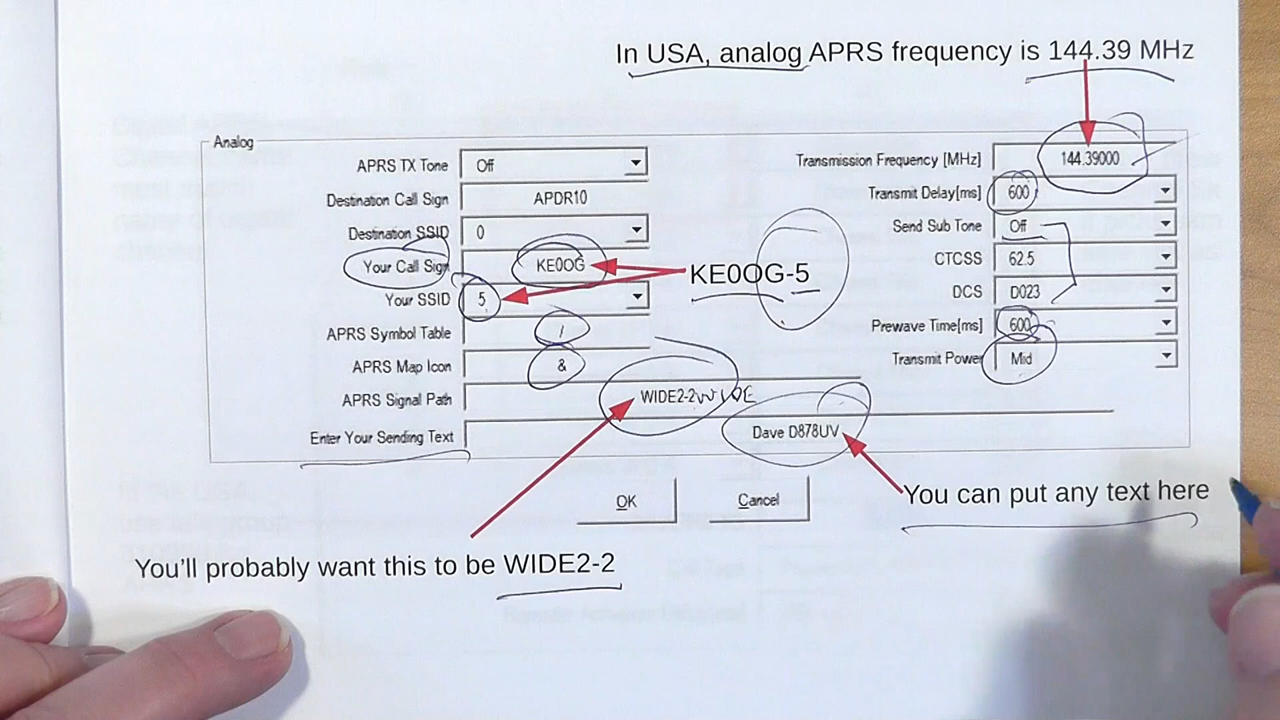 In USA, analog APRS frequency is 144.39 MHz
Analog
APRS TX Tone Off
Destination Call Sign APDR10
Destination SSID 0
Your Call Sign KE0OG
Your SSID 5
APRS Symbol Table /
APRS Map Icon &
APRS Signal Path WIDE2-2 WIDE
Enter Your Sending Text Dave D878UV
KE0OG-5
Transmission Frequency [MHz] 144.39000
Transmit Delay[ms] 600
Send Sub Tone Off
CTCSS 62.5
DCS D023
Prewave Time[ms] 600
Transmit Power Mid
OK Cancel
You can put any text here
You'll probably want this to be WIDE2-2